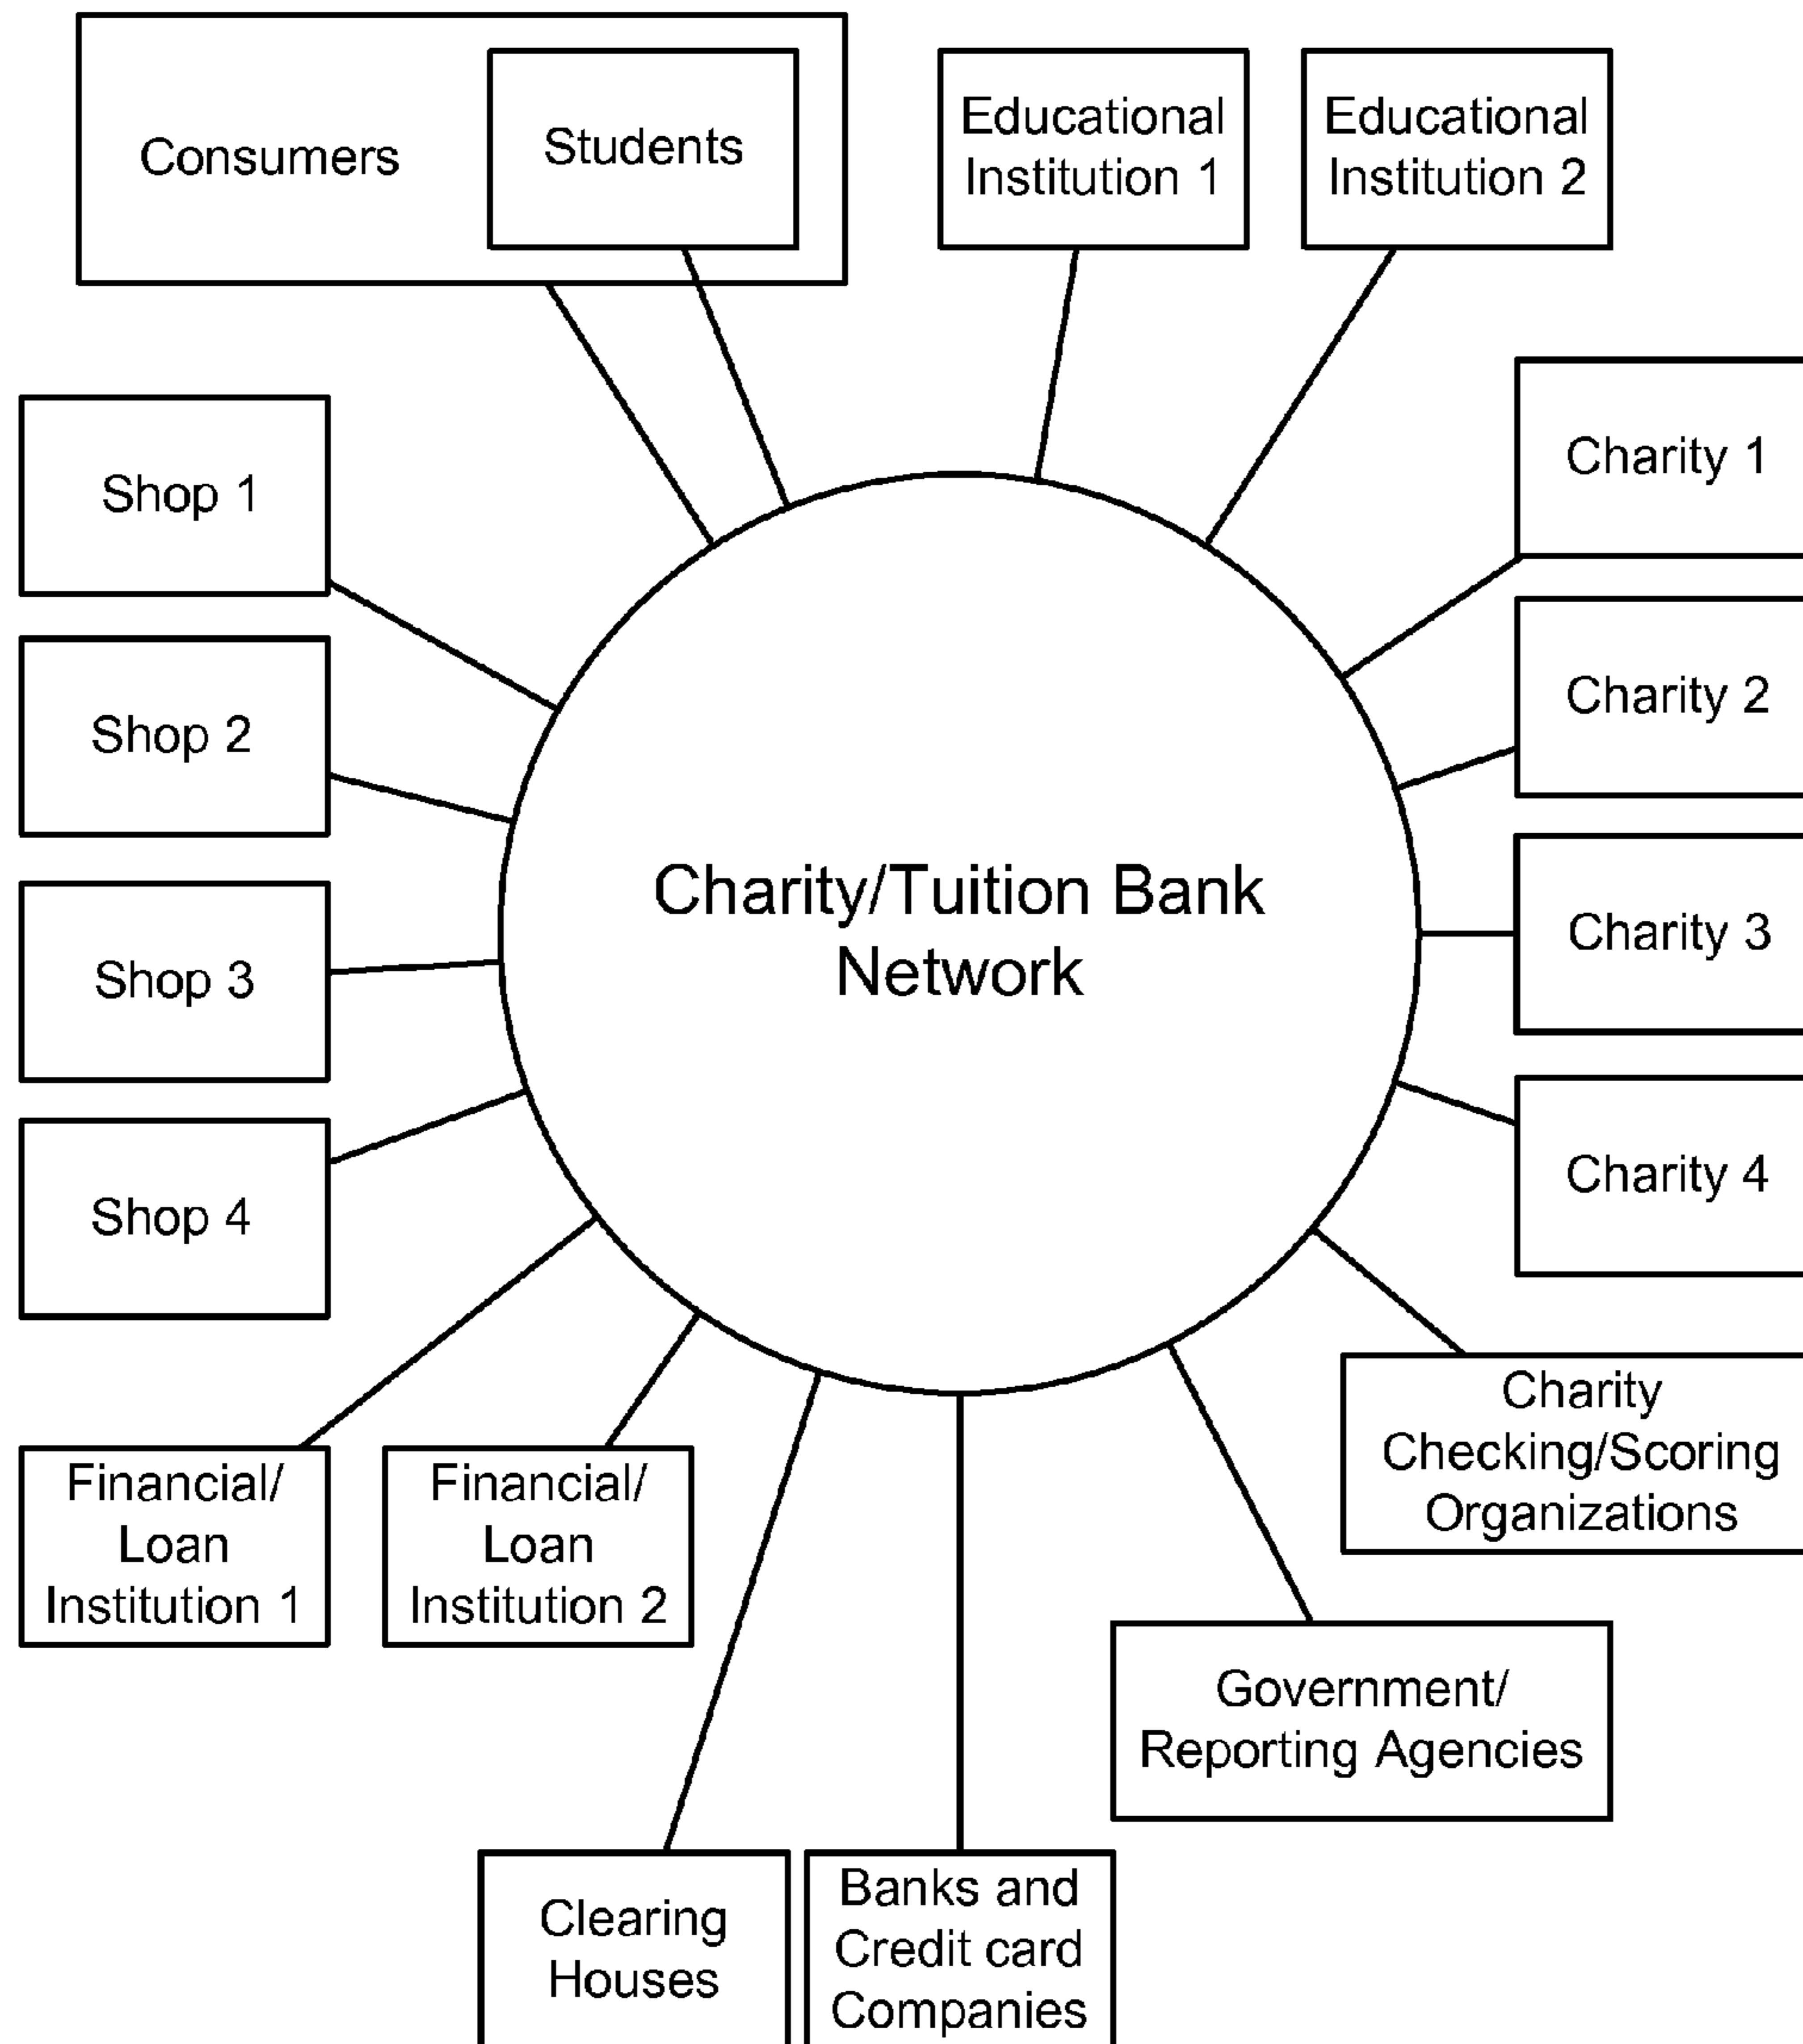 Consumers
Students
Educational
Institution 1
Educational
Institution 2
Shop 1
Shop 2
Shop 3
Shop 4
Charity/Tuition Bank
Network
Charity 1
Charity 2
Charity 3
Charity 4
Financial/
Loan
Institution 1
Financial/
Loan
Institution 2
Clearing
Houses
Banks and
Credit card
Companies
Government/
Reporting Agencies
Charity
Checking/Scoring
Organizations